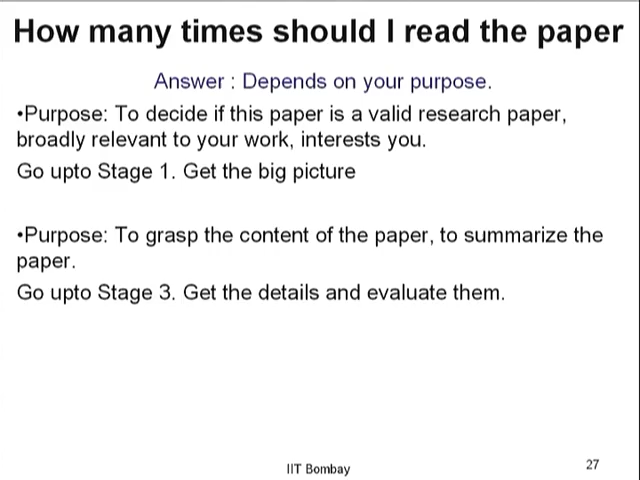 How many times should I read the paper
Answer : Depends on your purpose.
•Purpose: To decide if this paper is a valid research paper,
broadly relevant to your work, interests you.
Go upto Stage 1. Get the big picture
•Purpose: To grasp the content of the paper, to summarize the
paper.
Go upto Stage 3. Get the details and evaluate them.
IIT Bombay
27